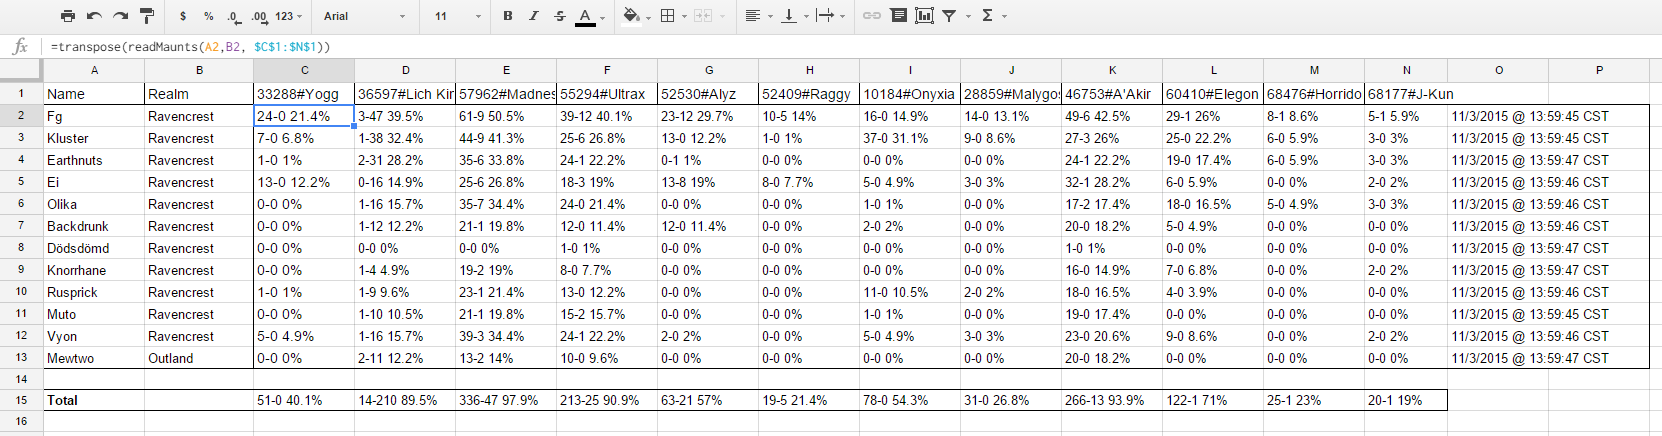 $ % .0 .00 123 Arial 11 B I S A Σ
fx =transpose(readMaunts(A2,B2, $C$1:$N$1))
A B C D E F G H I J K L M N O P
1 Name Realm 33288#Yogg 36597#Lich Kin 57962#Madnes 55294#Ultrax 52530#Alyz 52409#Raggy 10184#Onyxia 28859#Malygos 46753#A'Akir 60410#Elegon 68476#Horrido 68177#J-Kun
2 Fg Ravencrest 24-0 21.4% 3-47 39.5% 61-9 50.5% 39-12 40.1% 23-12 29.7% 10-5 14% 16-0 14.9% 14-0 13.1% 49-6 42.5% 29-1 26% 8-1 8.6% 5-1 5.9% 11/3/2015 @ 13:59:45 CST
3 Kluster Ravencrest 7-0 6.8% 1-38 32.4% 44-9 41.3% 25-6 26.8% 13-0 12.2% 1-0 1% 37-0 31.1% 9-0 8.6% 27-3 26% 25-0 22.2% 6-0 5.9% 3-0 3% 11/3/2015 @ 13:59:45 CST
4 Earthnuts Ravencrest 1-0 1% 2-31 28.2% 35-6 33.8% 24-1 22.2% 0-1 1% 0-0 0% 0-0 0% 0-0 0% 24-1 22.2% 19-0 17.4% 6-0 5.9% 3-0 3% 11/3/2015 @ 13:59:47 CST
5 Ei Ravencrest 13-0 12.2% 0-16 14.9% 25-6 26.8% 18-3 19% 13-8 19% 8-0 7.7% 5-0 4.9% 3-0 3% 32-1 28.2% 6-0 5.9% 0-0 0% 2-0 2% 11/3/2015 @ 13:59:46 CST
6 Olika Ravencrest 0-0 0% 1-16 15.7% 35-7 34.4% 24-0 21.4% 0-0 0% 0-0 0% 1-0 1% 0-0 0% 17-2 17.4% 18-0 16.5% 5-0 4.9% 3-0 3% 11/3/2015 @ 13:59:46 CST
7 Backdrunk Ravencrest 0-0 0% 1-12 12.2% 21-1 19.8% 12-0 11.4% 12-0 11.4% 0-0 0% 2-0 2% 0-0 0% 20-0 18.2% 5-0 4.9% 0-0 0% 0-0 0% 11/3/2015 @ 13:59:46 CST
8 Dödsdömd Ravencrest 0-0 0% 0-0 0% 0-0 0% 1-0 1% 0-0 0% 0-0 0% 0-0 0% 0-0 0% 1-0 1% 0-0 0% 0-0 0% 0-0 0% 11/3/2015 @ 13:59:47 CST
9 Knorrhane Ravencrest 0-0 0% 1-4 4.9% 19-2 19% 8-0 7.7% 0-0 0% 0-0 0% 0-0 0% 0-0 0% 16-0 14.9% 7-0 6.8% 0-0 0% 2-0 2% 11/3/2015 @ 13:59:47 CST
10 Rusprick Ravencrest 1-0 1% 1-9 9.6% 23-1 21.4% 13-0 12.2% 0-0 0% 0-0 0% 11-0 10.5% 2-0 2% 18-0 16.5% 4-0 3.9% 0-0 0% 0-0 0% 11/3/2015 @ 13:59:46 CST
11 Muto Ravencrest 0-0 0% 1-10 10.5% 21-1 19.8% 15-2 15.7% 0-0 0% 0-0 0% 1-0 1% 0-0 0% 19-0 17.4% 0-0 0% 0-0 0% 0-0 0% 11/3/2015 @ 13:59:45 CST
12 Vyon Ravencrest 5-0 4.9% 1-16 15.7% 39-3 34.4% 24-1 22.2% 2-0 2% 0-0 0% 5-0 4.9% 3-0 3% 23-0 20.6% 9-0 8.6% 0-0 0% 2-0 2% 11/3/2015 @ 13:59:46 CST
13 Mewtwo Outland 0-0 0% 2-11 12.2% 13-2 14% 10-0 9.6% 0-0 0% 0-0 0% 0-0 0% 0-0 0% 20-0 18.2% 0-0 0% 0-0 0% 0-0 0% 11/3/2015 @ 13:59:47 CST
14
15 Total 51-0 40.1% 14-210 89.5% 336-47 97.9% 213-25 90.9% 63-21 57% 19-5 21.4% 78-0 54.3% 31-0 26.8% 266-13 93.9% 122-1 71% 25-1 23% 20-1 19%
16